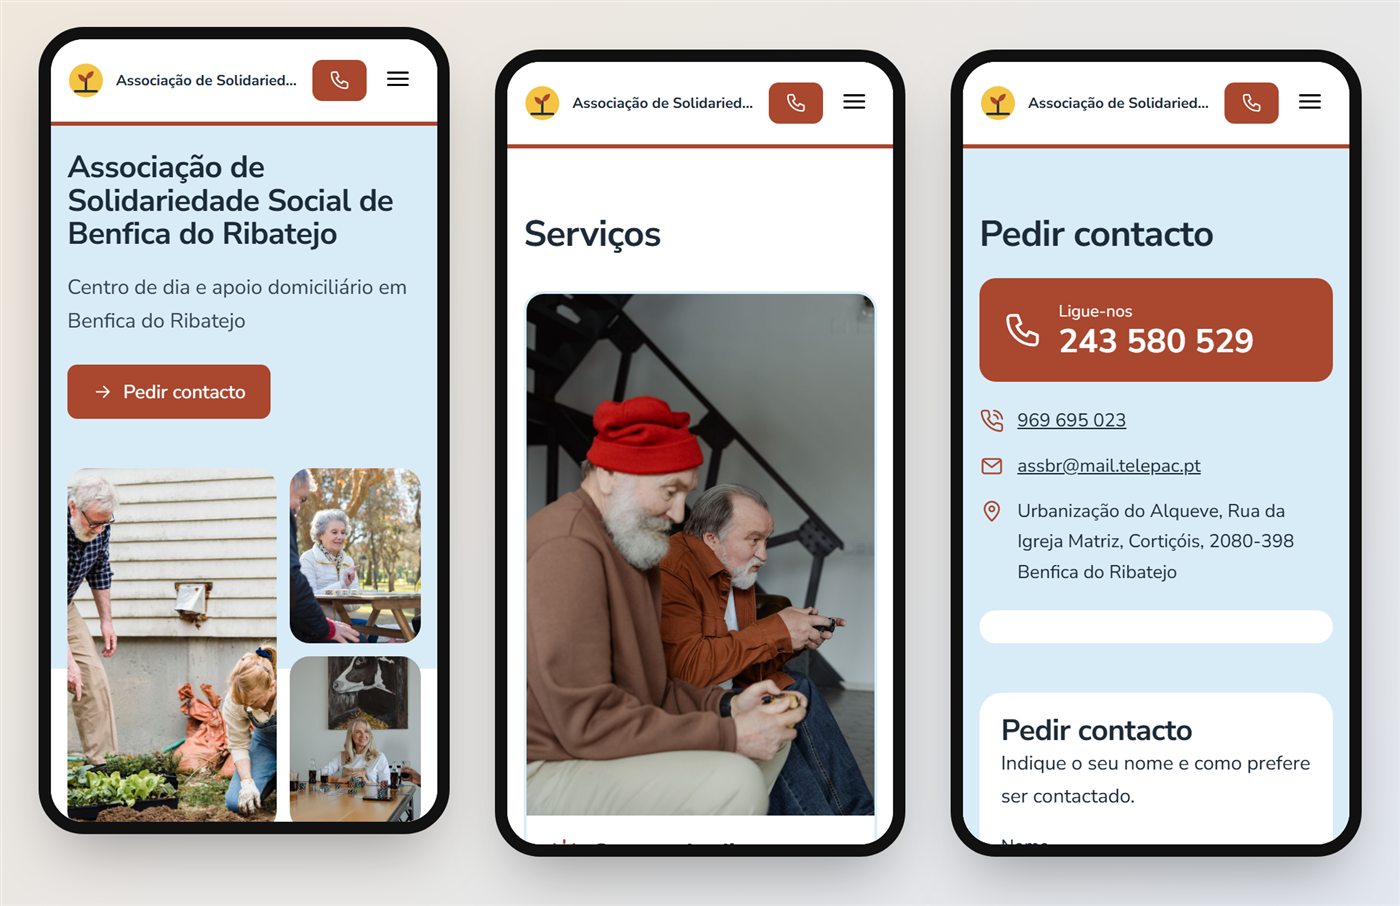 Associação de Solidaried...
Associação de
Solidariedade Social de
Benfica do Ribatejo
Centro de dia e apoio domiciliário em
Benfica do Ribatejo
Pedir contacto
Associação de Solidaried...
Serviços
Associação de Solidaried...
Pedir contacto
Ligue-nos
243 580 529
969 695 023
assbr@mail.telepac.pt
Urbanização do Alqueve, Rua da
Igreja Matriz, Cortiçóis, 2080-398
Benfica do Ribatejo
Pedir contacto
Indique o seu nome e como prefere
ser contactado.
Nome